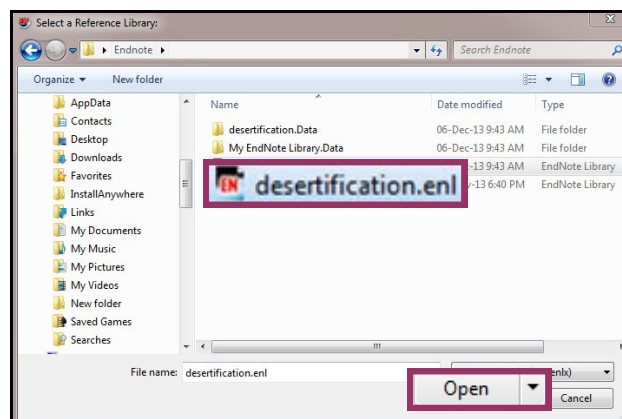 Select a Reference Library:
Endnote
Search Endnote
Organize
New folder
AppData
Contacts
Desktop
Downloads
Favorites
InstallAnywhere
Links
My Documents
My Music
My Pictures
My Videos
New folder
Saved Games
Searches
Name Date modified Type
desertification.Data 06-Dec-13 9:43 AM File folder
My EndNote Library.Data 06-Dec-13 9:43 AM File folder
-13 9:43 AM EndNote Library
EN desertification.enl
-13 6:40 PM EndNote Library
File name: desertification.enl
enlx)
Open
Cancel